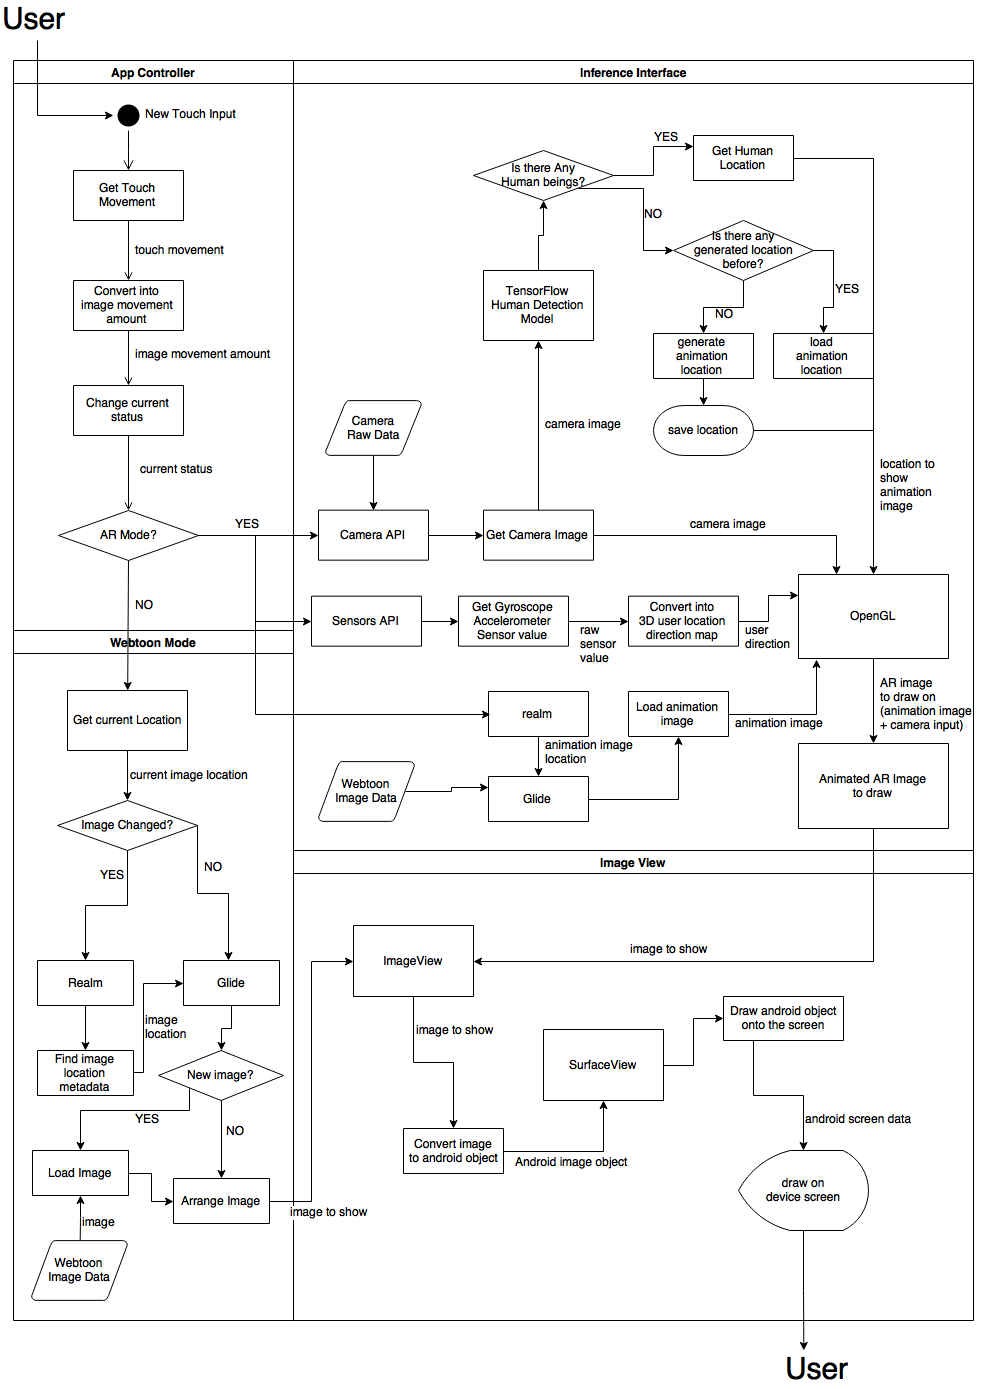 User
App Controller
Inference Interface
New Touch Input
Get Touch
Movement
touch movement
Convert into
image movement
amount
image movement amount
Change current
status
current status
AR Mode?
YES
NO
Is there Any
Human beings?
YES
Get Human
Location
NO
Is there any
generated location
before?
YES
NO
generate
animation
location
load
animation
location
save location
TensorFlow
Human Detection
Model
camera image
Camera
Raw Data
Camera API
Get Camera Image
camera image
location to
show
animation
image
OpenGL
Sensors API
Get Gyroscope
Accelerometer
Sensor value
raw
sensor
value
Convert into
3D user location
direction map
user
direction
realm
animation image
location
Webtoon
Image Data
Glide
Load animation
image
animation image
AR image
to draw on
(animation image
+ camera input)
Animated AR Image
to draw
Webtoon Mode
Get current Location
current image location
Image Changed?
YES
NO
Realm
Glide
image
location
Find image
location
metadata
New image?
YES
NO
Load Image
Arrange Image
image
Webtoon
Image Data
image to show
Image View
ImageView
image to show
image to show
Convert image
to android object
Android image object
SurfaceView
Draw android object
onto the screen
android screen data
draw on
device screen
User